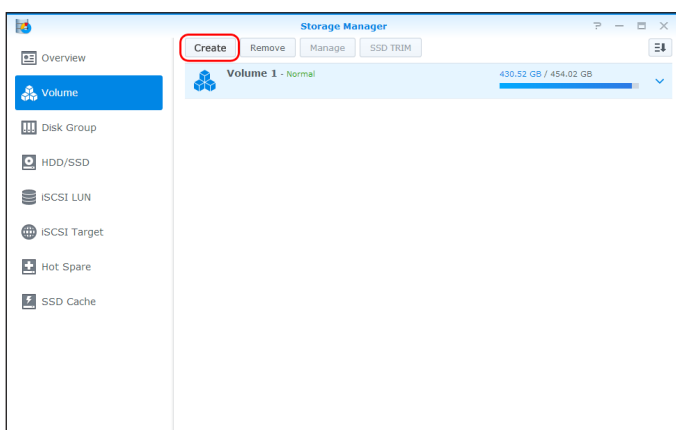 Storage Manager
Create Remove Manage SSD TRIM
Overview
Volume
Disk Group
HDD/SSD
iSCSI LUN
iSCSI Target
Hot Spare
SSD Cache
Volume 1 - Normal
430.52 GB / 454.02 GB